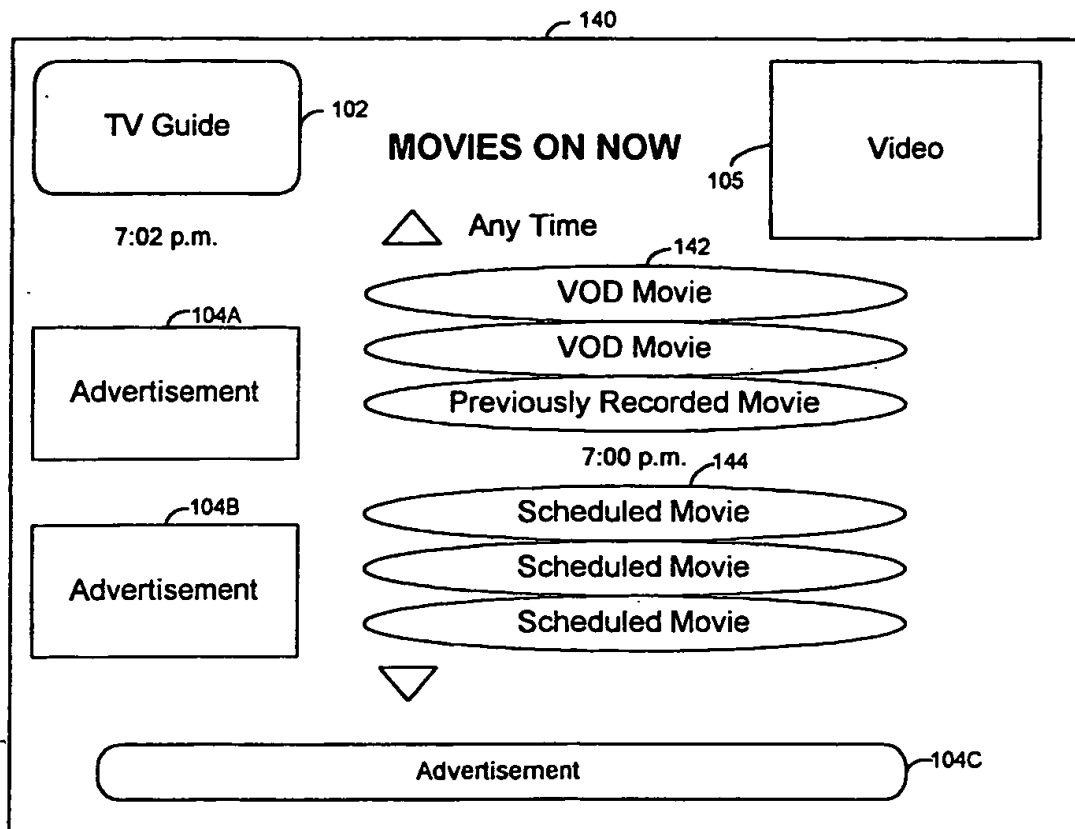 140
TV Guide
102
MOVIES ON NOW
Video
105
7:02 p.m.
Any Time
142
VOD Movie
VOD Movie
Previously Recorded Movie
104A
Advertisement
7:00 p.m.
144
Scheduled Movie
Scheduled Movie
Scheduled Movie
104B
Advertisement
Advertisement
104C